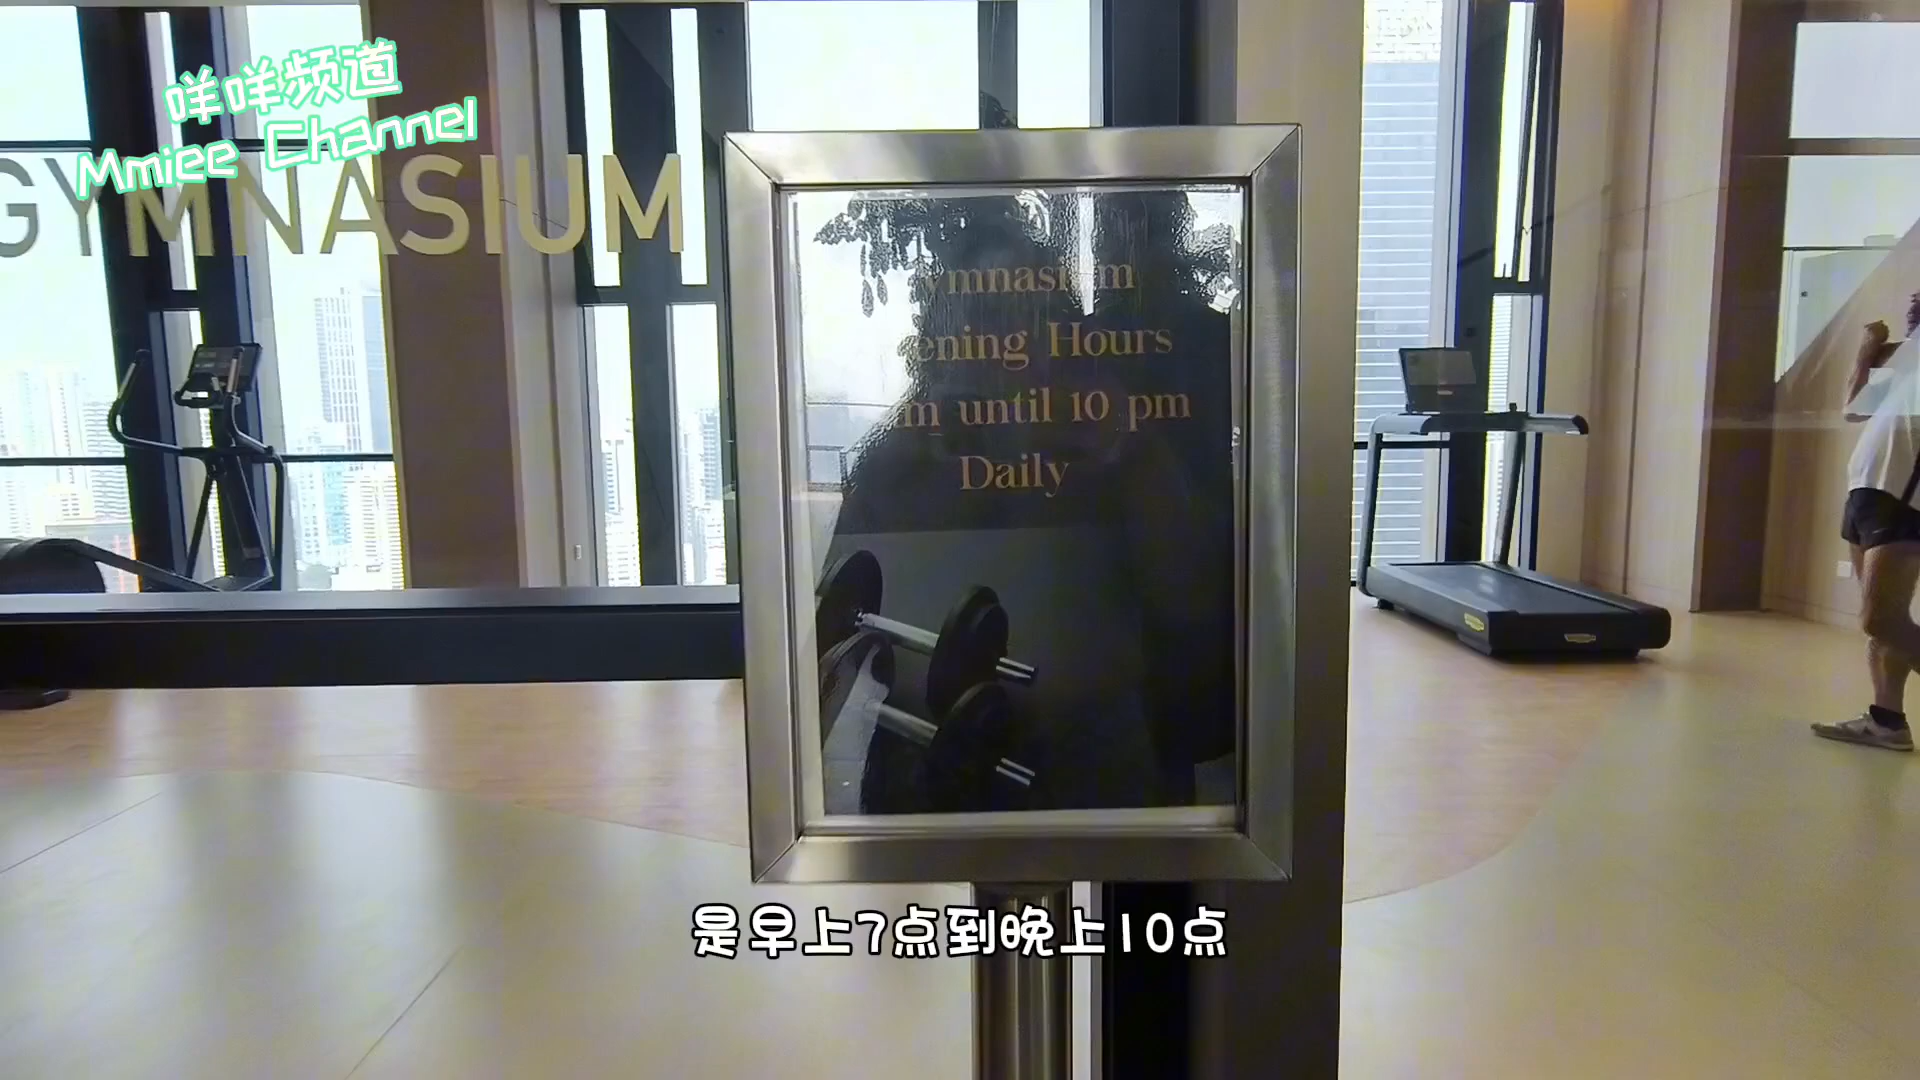 咩咩频道
Mmiee Channel
GYMNASIUM
ening Hours
until 10 pm
Daily
是早上7点到晚上10点